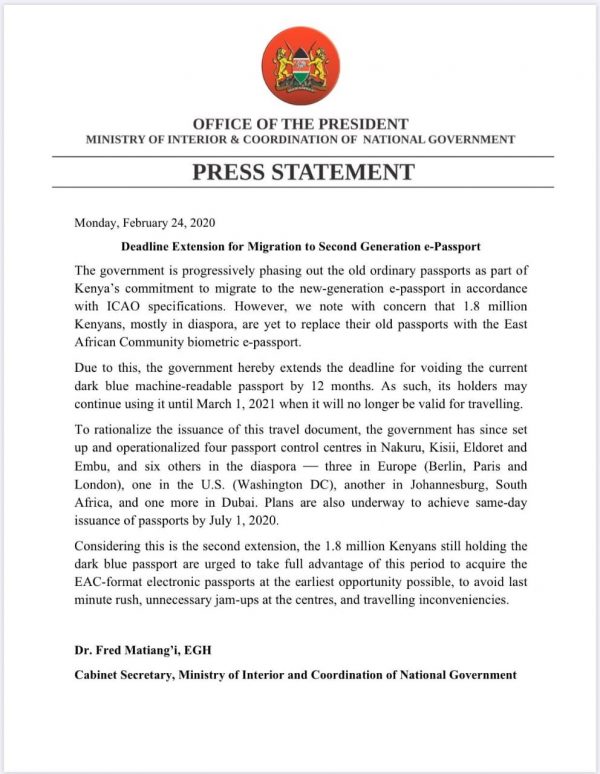 OFFICE OF THE PRESIDENT
MINISTRY OF INTERIOR & COORDINATION OF NATIONAL GOVERNMENT
PRESS STATEMENT
Monday, February 24, 2020
Deadline Extension for Migration to Second Generation e-Passport
The government is progressively phasing out the old ordinary passports as part of
Kenya's commitment to migrate to the new-generation e-passport in accordance
with ICAO specifications. However, we note with concern that 1.8 million
Kenyans, mostly in diaspora, are yet to replace their old passports with the East
African Community biometric e-passport.
Due to this, the government hereby extends the deadline for voiding the current
dark blue machine-readable passport by 12 months. As such, its holders may
continue using it until March 1, 2021 when it will no longer be valid for travelling.
To rationalize the issuance of this travel document, the government has since set
up and operationalized four passport control centres in Nakuru, Kisii, Eldoret and
Embu, and six others in the diaspora — three in Europe (Berlin, Paris and
London), one in the U.S. (Washington DC), another in Johannesburg, South
Africa, and one more in Dubai. Plans are also underway to achieve same-day
issuance of passports by July 1, 2020.
Considering this is the second extension, the 1.8 million Kenyans still holding the
dark blue passport are urged to take full advantage of this period to acquire the
EAC-format electronic passports at the earliest opportunity possible, to avoid last
minute rush, unnecessary jam-ups at the centres, and travelling inconveniencies.
Dr. Fred Matiang'i, EGH
Cabinet Secretary, Ministry of Interior and Coordination of National Government